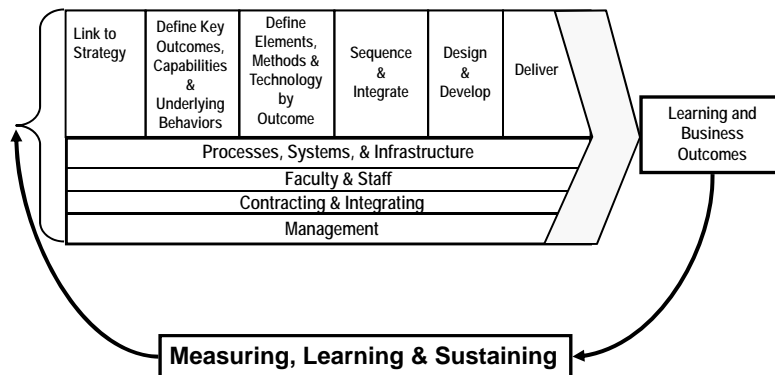 Link to
Strategy
Define Key
Outcomes,
Capabilities
&
Underlying
Behaviors
Define
Elements,
Methods &
Technology
by
Outcome
Sequence
&
Integrate
Design
&
Develop
Deliver
Processes, Systems, & Infrastructure
Faculty & Staff
Contracting & Integrating
Management
Learning and
Business
Outcomes
Measuring, Learning & Sustaining